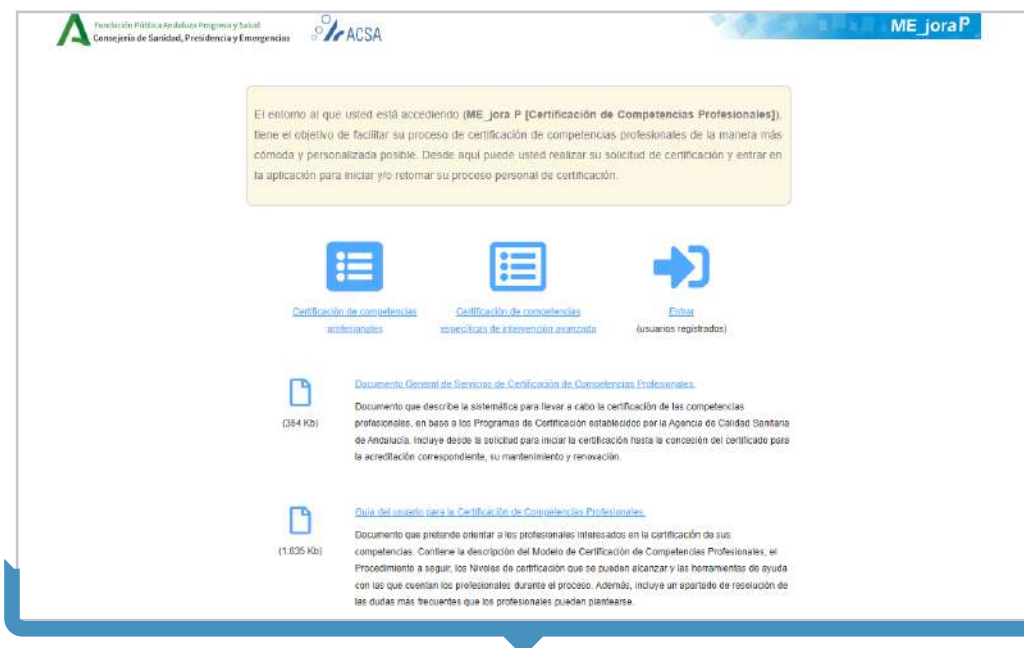 Fundación Pública Andaluza Progreso y Salud
Consejería de Sanidad, Presidencia y Emergencias
ACSA
ME_jora P
El entorno al que usted está accediendo (ME_jora P [Certificación de Competencias Profesionales]),
tiene el objetivo de facilitar su proceso de certificación de competencias profesionales de la manera más
cómoda y personalizada posible. Desde aquí puede usted realizar su solicitud de certificación y entrar en
la aplicación para iniciar y/o retomar su proceso personal de certificación.
Certificación de competencias
profesionales
Certificación de competencias
específicas de intervención avanzada
Entrar
(usuarios registrados)
Documento General de Servicios de Certificación de Competencias Profesionales.
(354 Kb)
Documento que describe la sistemática para llevar a cabo la certificación de las competencias
profesionales, en base a los Programas de Certificación establecidos por la Agencia de Calidad Sanitaria
de Andalucía. Incluye desde la solicitud para iniciar la certificación hasta la concesión del certificado para
la acreditación correspondiente, su mantenimiento y renovación.
Guía del usuario para la Certificación de Competencias Profesionales.
(1.635 Kb)
Documento que pretende orientar a los profesionales interesados en la certificación de sus
competencias. Contiene la descripción del Modelo de Certificación de Competencias Profesionales, el
Procedimiento a seguir, los Niveles de certificación que se pueden alcanzar y las herramientas de ayuda
con las que cuentan los profesionales durante el proceso. Además, incluye un apartado de resolución de
las dudas más frecuentes que los profesionales pueden plantearse.